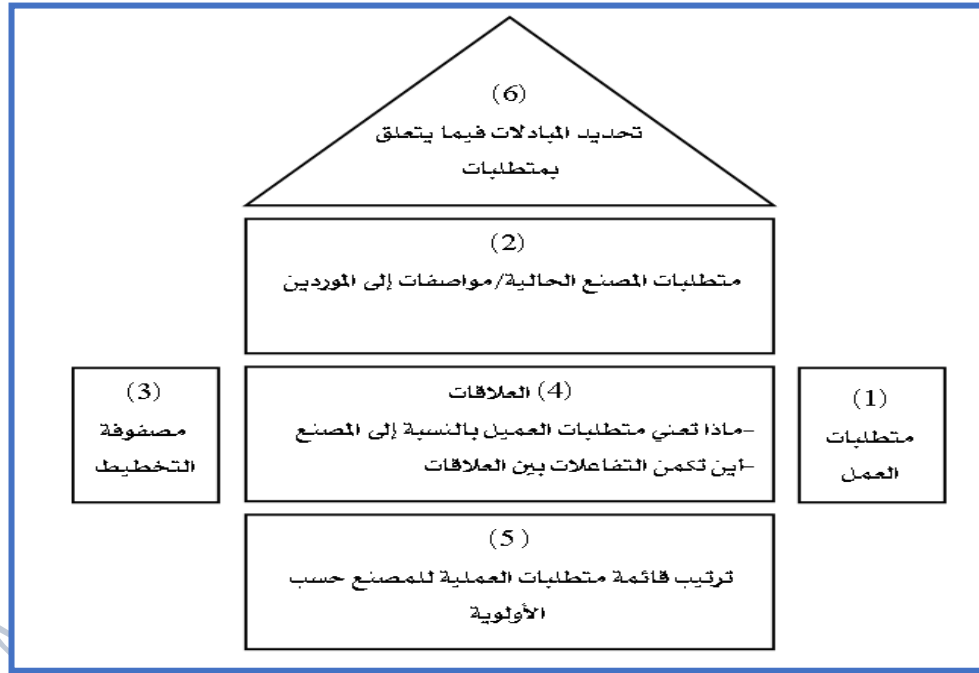 (6)
تحديد المبادلات فيما يتعلق
بمتطلبات
(2)
متطلبات المصنع الحالية/مواصفات إلى الموردين
(1)
متطلبات
العمل
(4) العلاقات
-ماذا تعني متطلبات العميل بالنسبة إلى المصنع
-أين تكمن التفاعلات بين العلاقات
(3)
مصفوفة
التخطيط
(5)
ترتيب قائمة متطلبات العملية للمصنع حسب
الأولوية